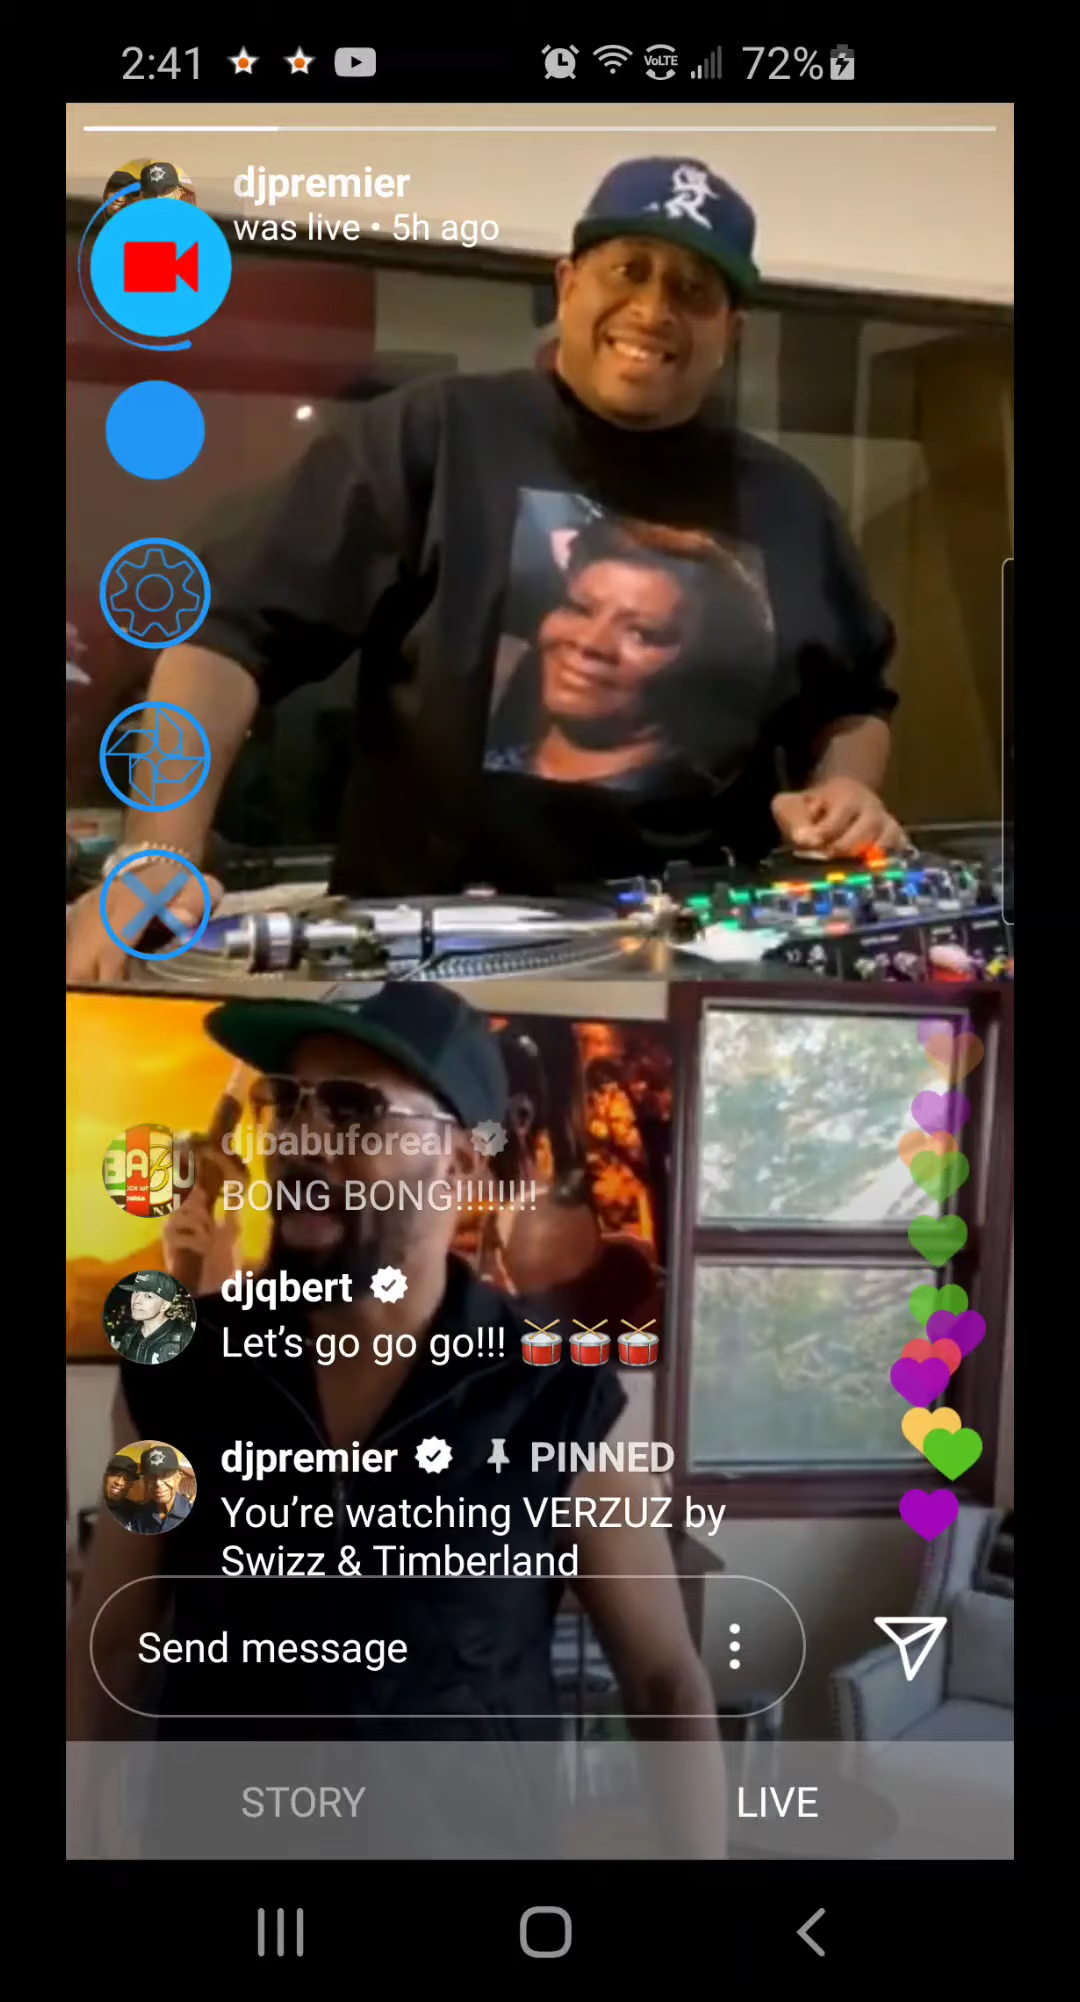 2:41
VoLTE
72%
djpremier
was live • 5h ago
djbabuforeal
BONG BONG!!!!!!!!
djqbert
Let's go go go!!! 🥁🥁🥁
djpremier PINNED
You're watching VERZUZ by
Swizz & Timberland
Send message
STORY
LIVE